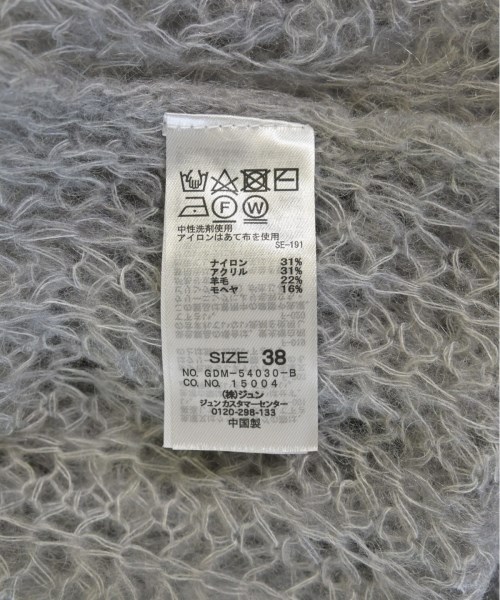 F W
中性洗剤使用
アイロンはあて布を使用
SE-191
ナイロン 31%
アクリル 31%
羊毛 22%
モヘヤ 16%
SIZE 38
NO. GDM-54030-B
CO. NO. 15004
(株)ジュン
ジュンカスタマーセンター
0120-298-133
中国製